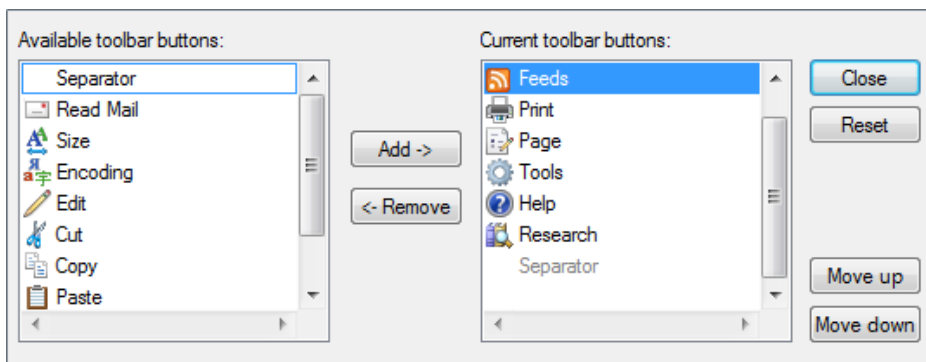 Available toolbar buttons:
Separator
Read Mail
Size
Encoding
Edit
Cut
Copy
Paste
Add ->
<- Remove
Current toolbar buttons:
Feeds
Print
Page
Tools
Help
Research
Separator
Close
Reset
Move up
Move down